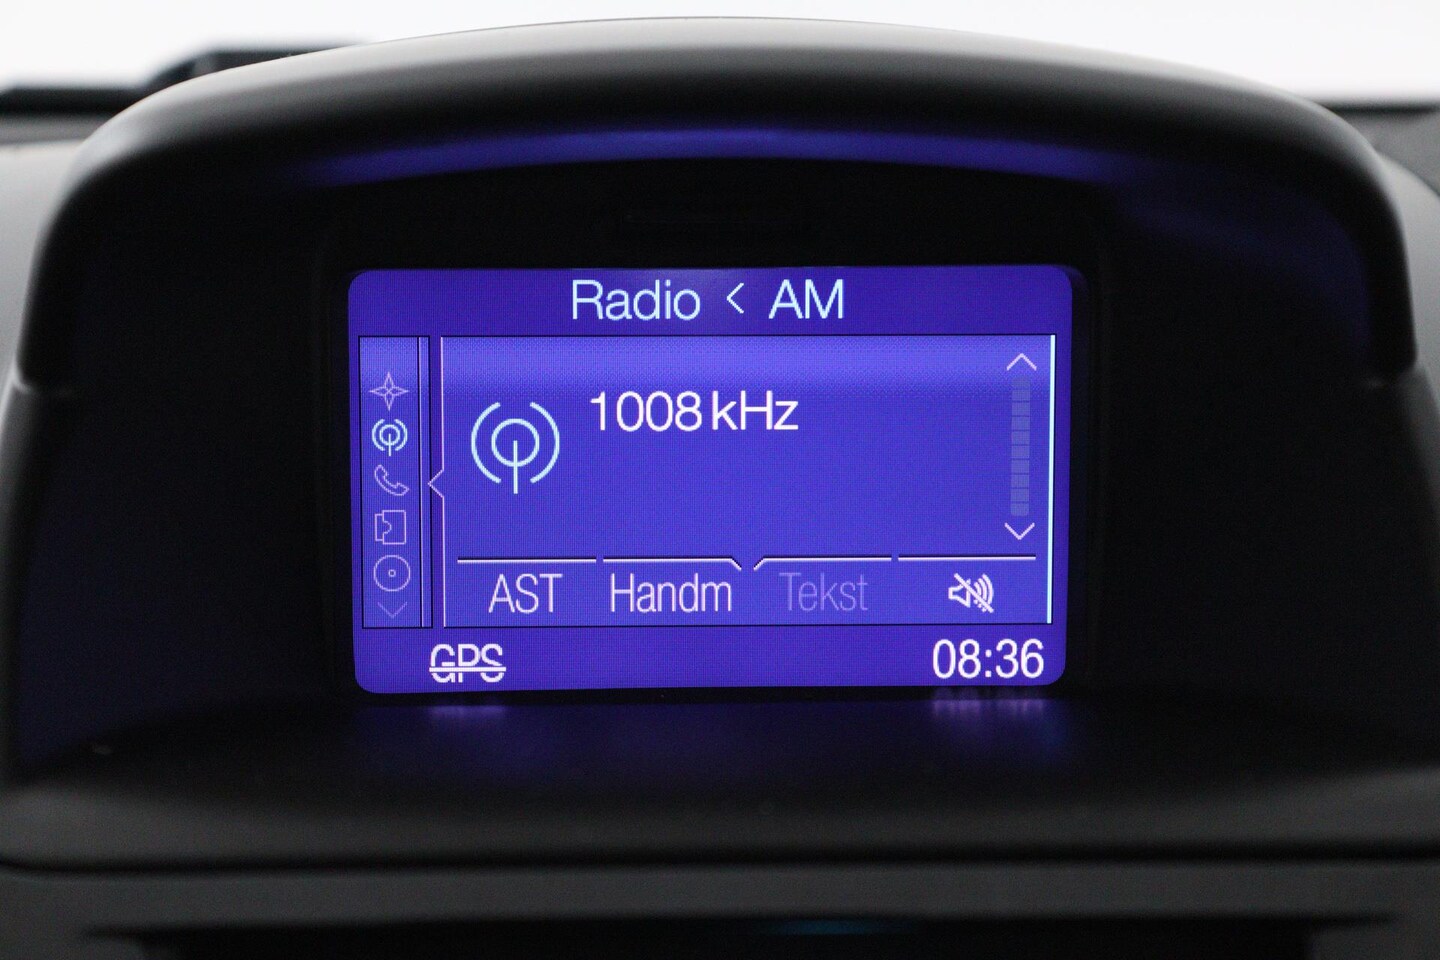 Radio < AM
1008 kHz
AST Handm Tekst
GPS 08:36